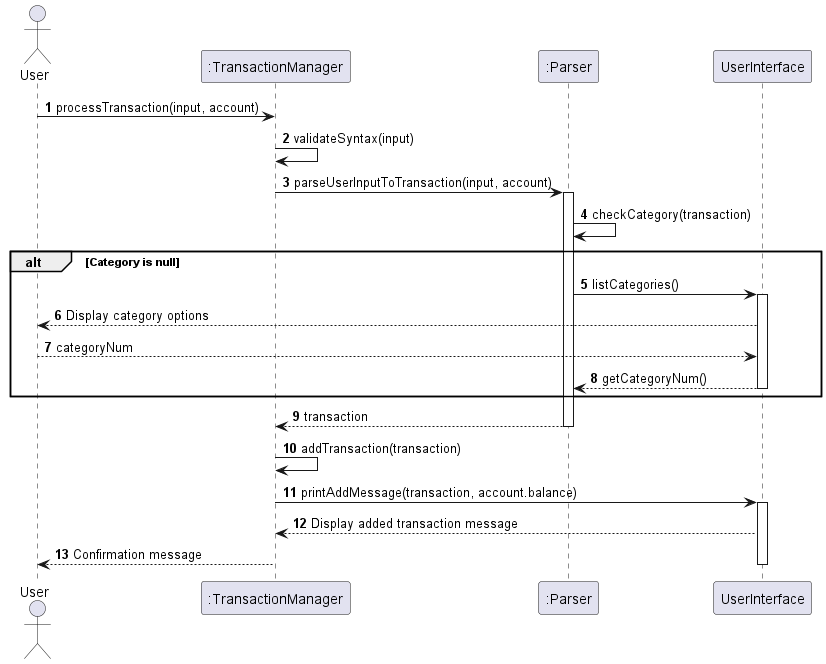 User
:TransactionManager
:Parser
UserInterface
1 processTransaction(input, account)
2 validateSyntax(input)
3 parseUserInputToTransaction(input, account)
4 checkCategory(transaction)
alt [Category is null]
5 listCategories()
6 Display category options
7 categoryNum
8 getCategoryNum()
9 transaction
10 addTransaction(transaction)
11 printAddMessage(transaction, account.balance)
12 Display added transaction message
13 Confirmation message
User
:TransactionManager
:Parser
UserInterface